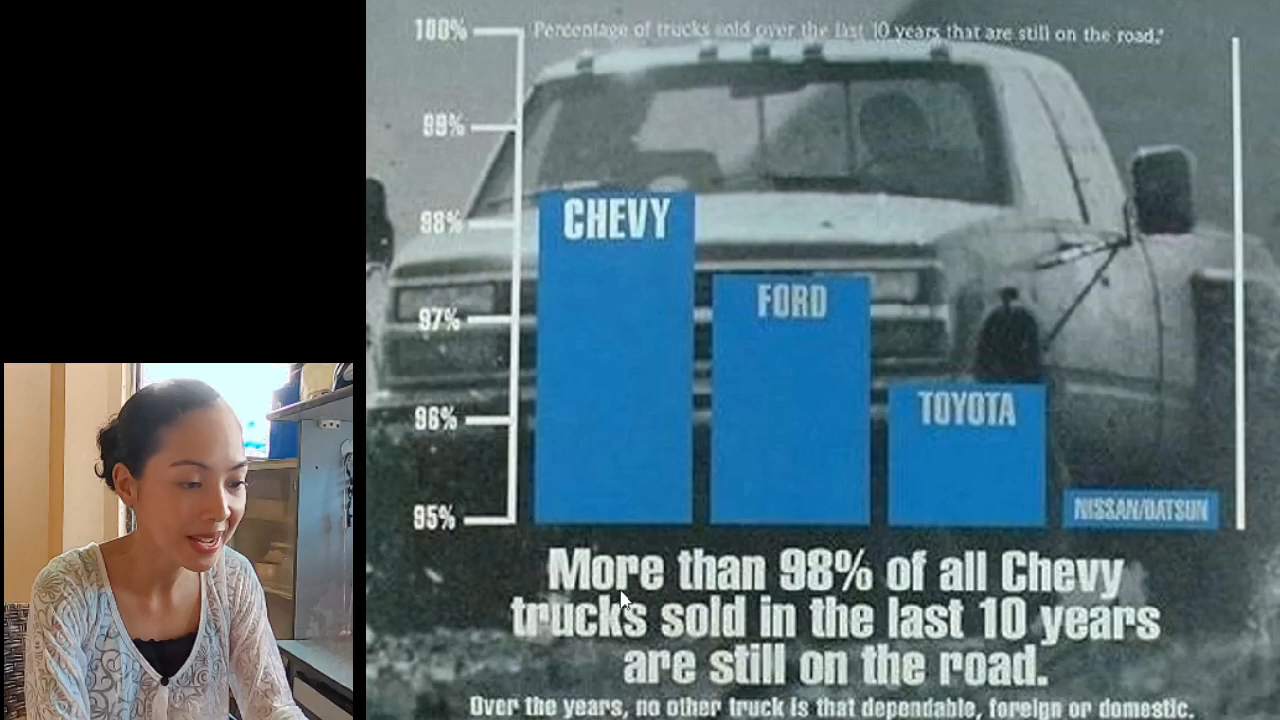 100%
Percentage of trucks sold over the last 10 years that are still on the road.*
99%
98%
CHEVY
97%
FORD
96%
TOYOTA
95%
NISSAN/DATSUN
More than 98% of all Chevy
trucks sold in the last 10 years
are still on the road.
Over the years, no other truck is that dependable, foreign or domestic.